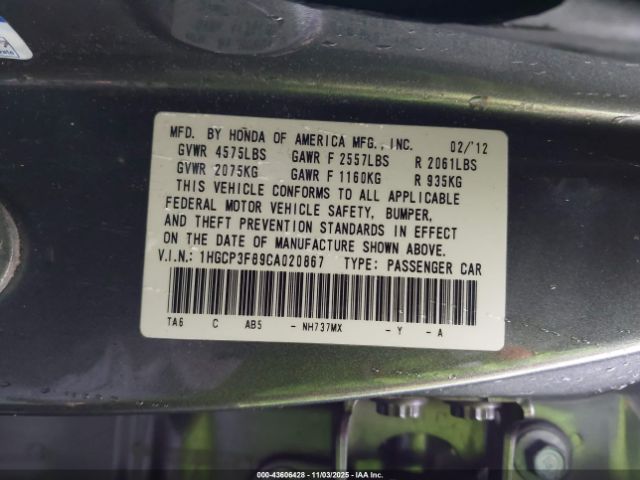 MFD. BY HONDA OF AMERICA MFG., INC. 02/'12
GVWR 4575LBS GAWR F 2557LBS R 2061LBS
GVWR 2075KG GAWR F 1160KG R 935KG
THIS VEHICLE CONFORMS TO ALL APPLICABLE
FEDERAL MOTOR VEHICLE SAFETY, BUMPER,
AND THEFT PREVENTION STANDARDS IN EFFECT
ON THE DATE OF MANUFACTURE SHOWN ABOVE.
V.I.N.: 1HGCP3F89CA020867 TYPE: PASSENGER CAR
TA6 C AB5 - NH737MX - Y - A
000-43606428 - 11/03/2025 - IAAI.COM